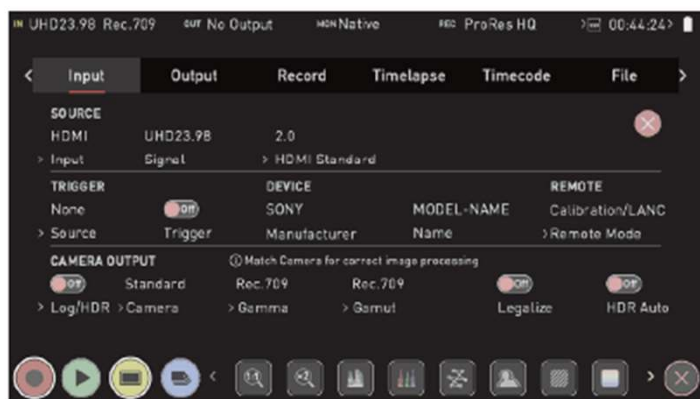 IN UHD23.98 Rec.709 OUT No Output MON Native REC ProRes HQ 00:44:24>
< Input Output Record Timelapse Timecode File >
SOURCE
HDMI UHD23.98 2.0
> Input Signal > HDMI Standard
TRIGGER DEVICE REMOTE
None Off SONY MODEL-NAME Calibration/LANC
> Source Trigger Manufacturer Name >Remote Mode
CAMERA OUTPUT Match Camera for correct image processing
Off Standard Rec.709 Rec.709 Off Off
> Log/HDR > Camera > Gamma > Gamut Legalize HDR Auto
< 1:1 ×2 >